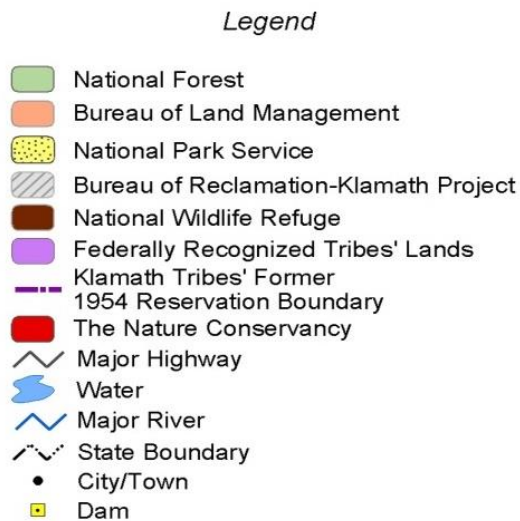 Legend
National Forest
Bureau of Land Management
National Park Service
Bureau of Reclamation-Klamath Project
National Wildlife Refuge
Federally Recognized Tribes' Lands
Klamath Tribes' Former
1954 Reservation Boundary
The Nature Conservancy
Major Highway
Water
Major River
State Boundary
City/Town
Dam